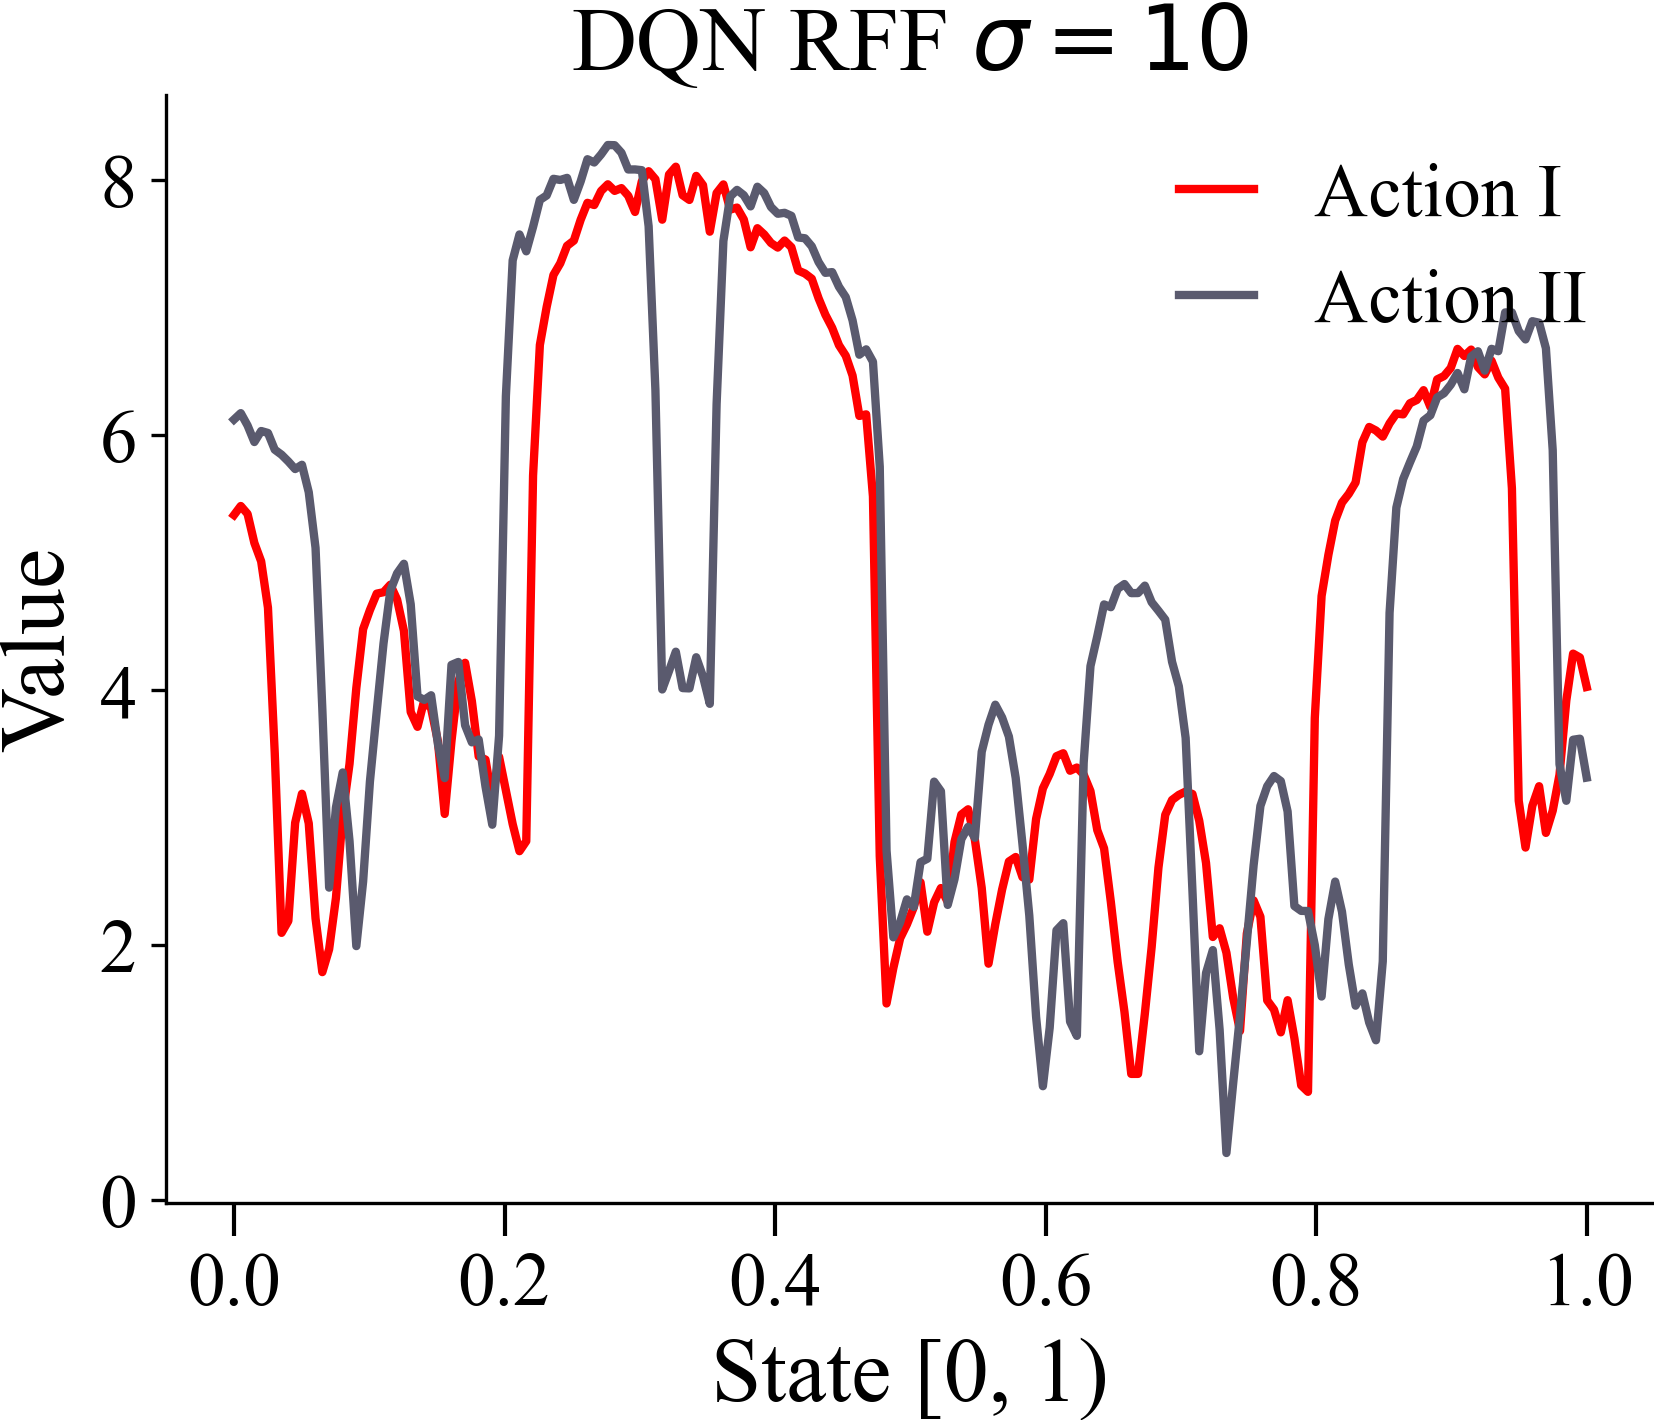 DQN RFF σ = 10
Action I
Action II
Value
8
6
4
2
0
0.0 0.2 0.4 0.6 0.8 1.0
State [0, 1)